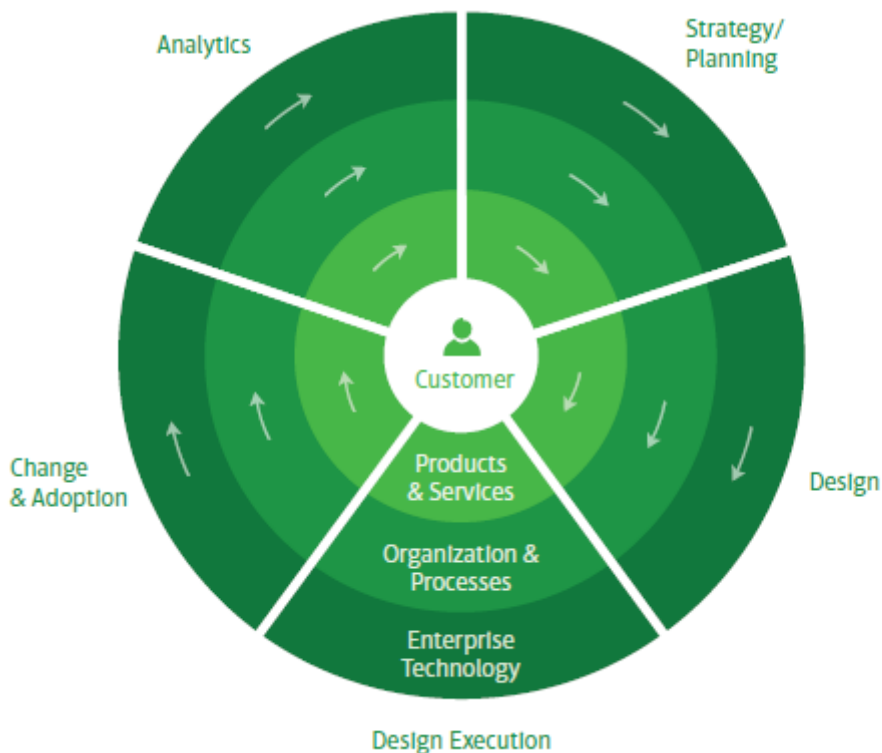 Analytics
Strategy/
Planning
Customer
Change
& Adoption
Products
& Services
Design
Organization &
Processes
Enterprise
Technology
Design Execution